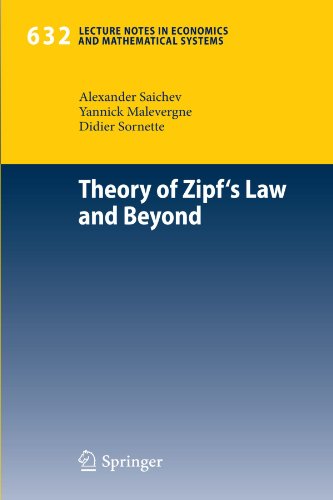 632 LECTURE NOTES IN ECONOMICS
AND MATHEMATICAL SYSTEMS
Alexander Saichev
Yannick Malevergne
Didier Sornette
Theory of Zipf‘s Law
and Beyond
Springer